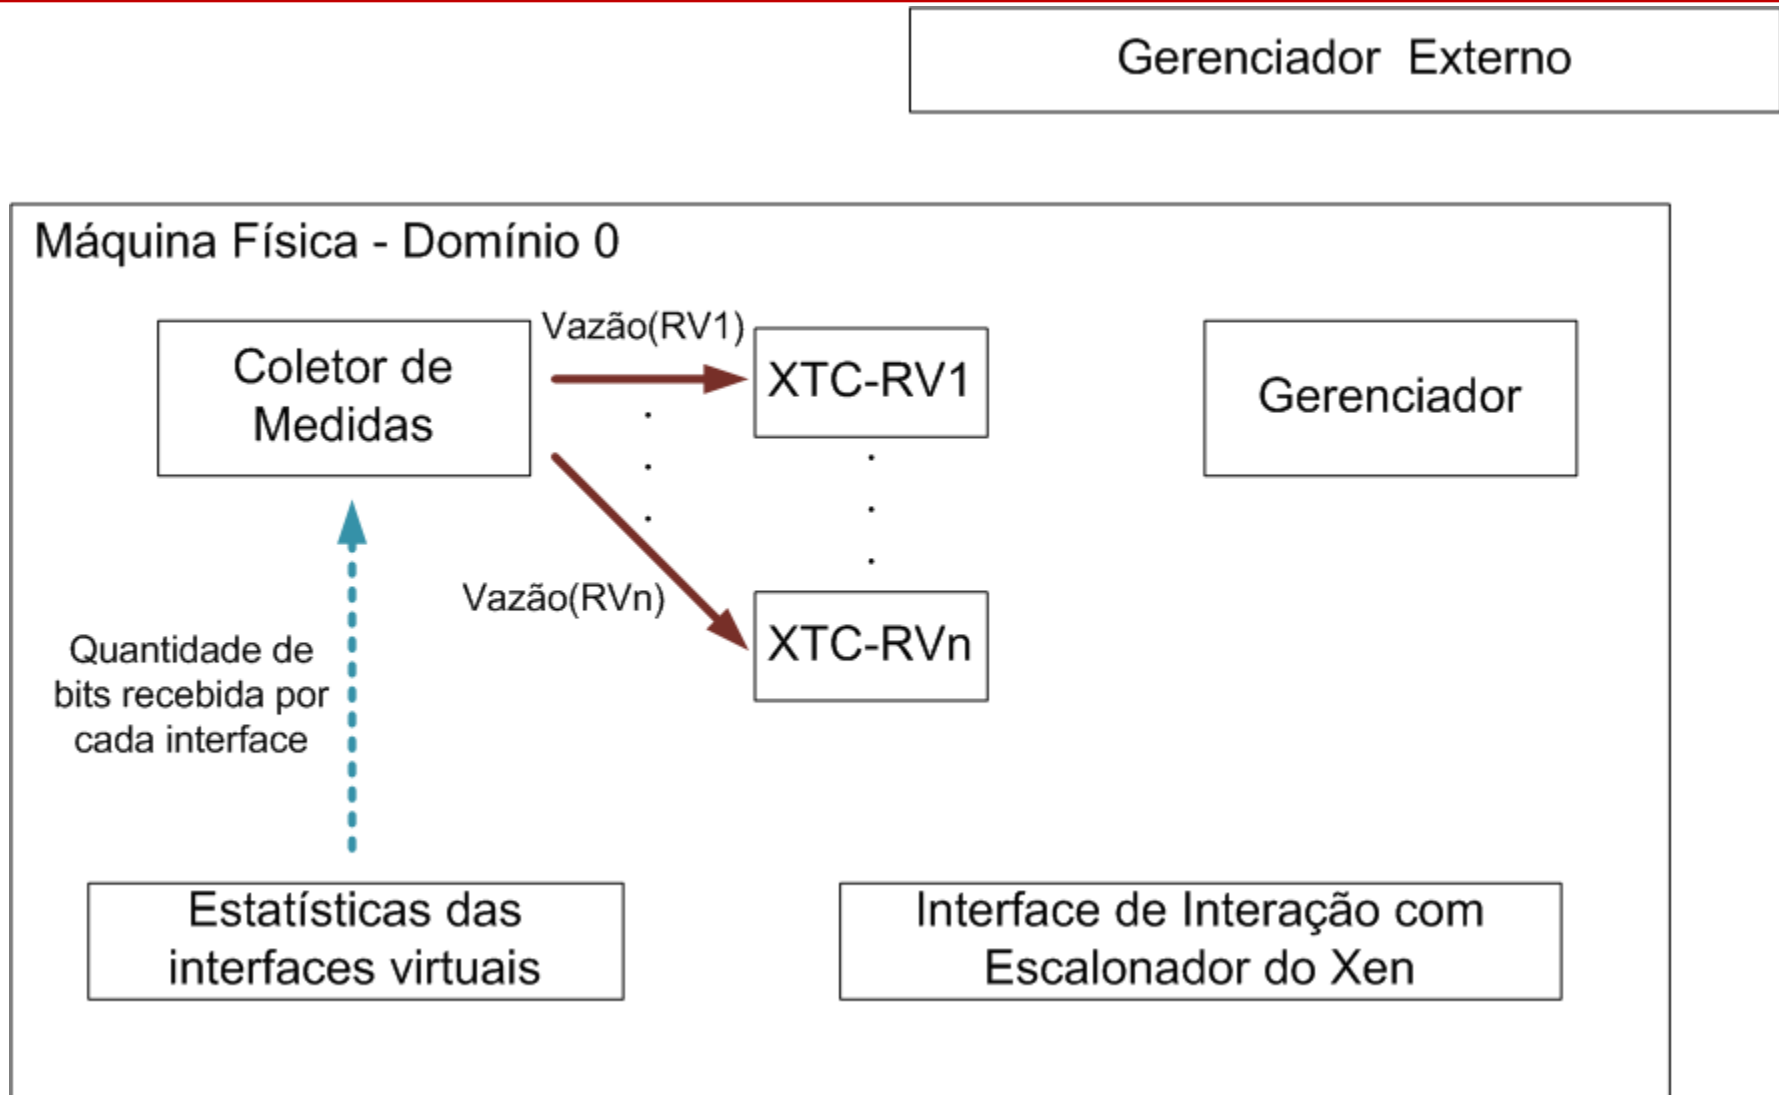 Gerenciador Externo
Máquina Física - Domínio 0
Coletor de
Medidas
Vazão(RV1)
XTC-RV1
Gerenciador
.
.
.
.
.
.
Vazão(RVn)
XTC-RVn
Quantidade de
bits recebida por
cada interface
Estatísticas das
interfaces virtuais
Interface de Interação com
Escalonador do Xen